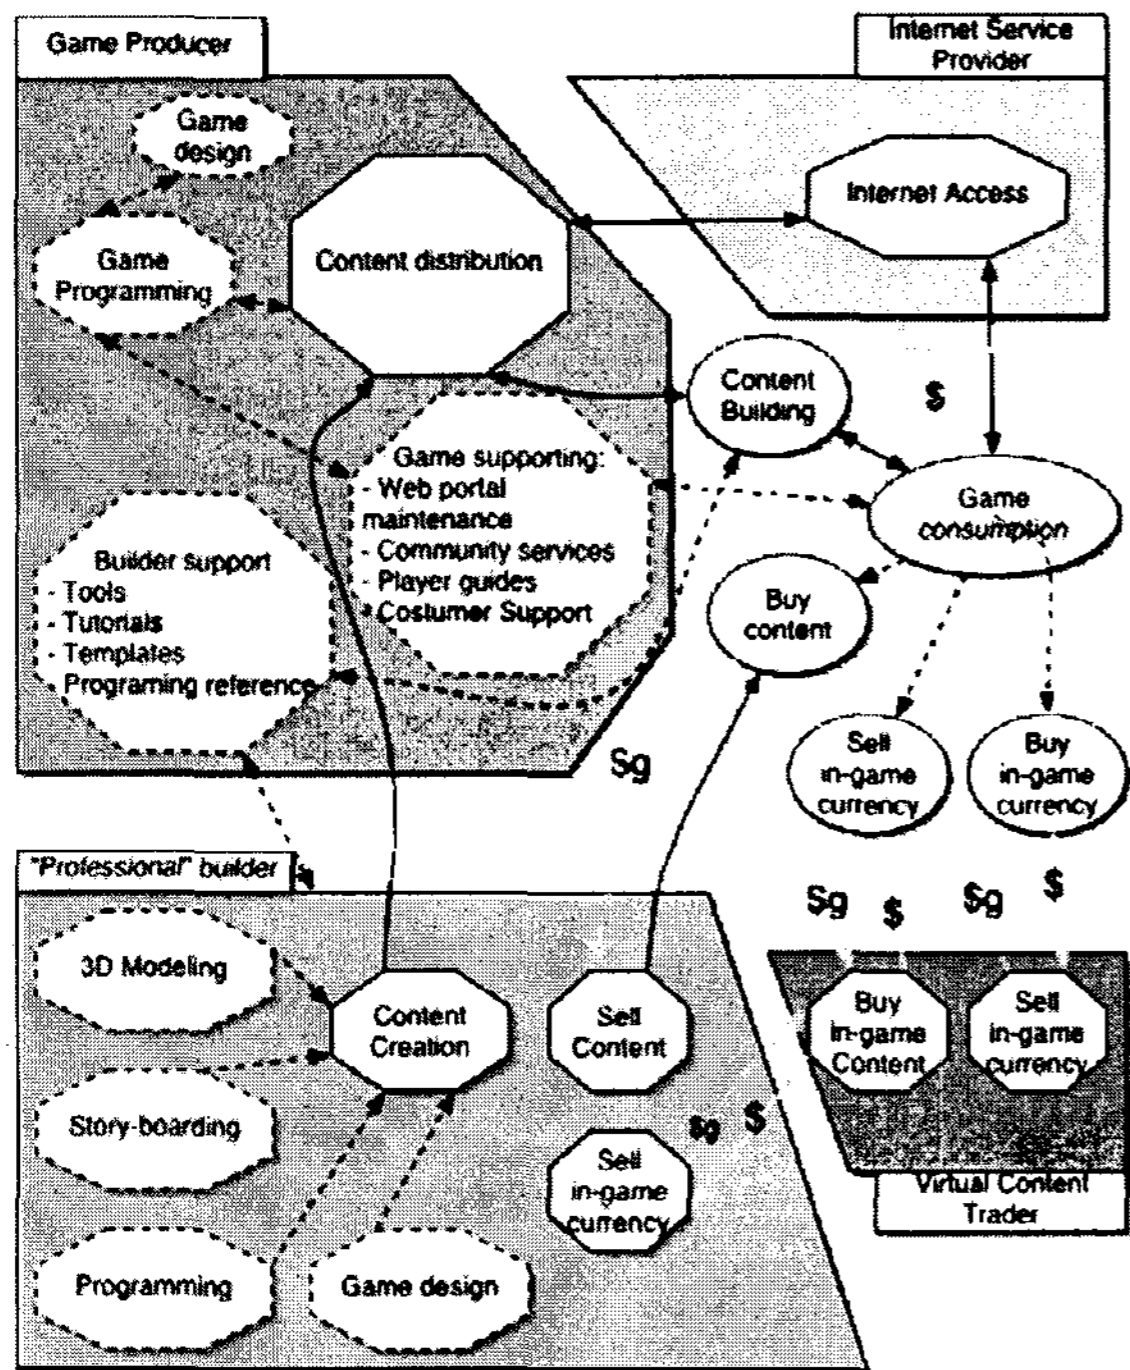 Game Producer
Internet Service
Provider
Game
design
Internet Access
Game
Programming
Content distribution
Content
Building
$
Game supporting:
- Web portal
maintenance
- Community services
- Player guides
- Costumer Support
Game
consumption
Builder support
- Tools
- Tutorials
- Templates
Programing reference
Buy
content
Sell
in-game
currency
Buy
in-game
currency
$g
"Professional" builder
$g $ $g $
3D Modeling
Content
Creation
Sell
Content
Buy
in-game
Content
Sell
in-game
currency
Story-boarding
$g $
Sell
in-game
currency
Virtual Content
Trader
Programming
Game design